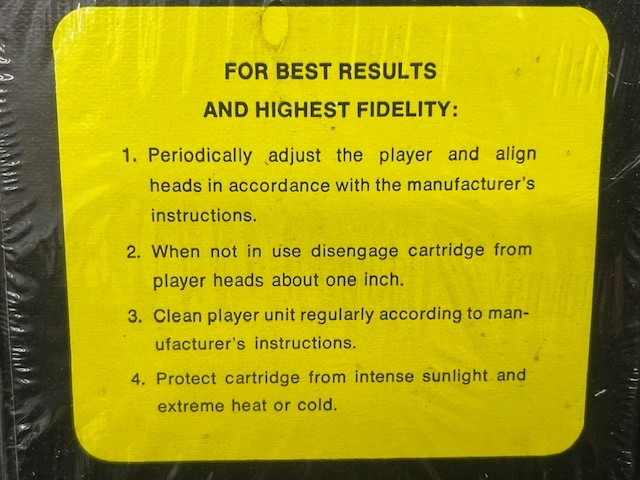 FOR BEST RESULTS
AND HIGHEST FIDELITY:
1. Periodically adjust the player and align
heads in accordance with the manufacturer's
instructions.
2. When not in use disengage cartridge from
player heads about one inch.
3. Clean player unit regularly according to man-
ufacturer's instructions.
4. Protect cartridge from intense sunlight and
extreme heat or cold.